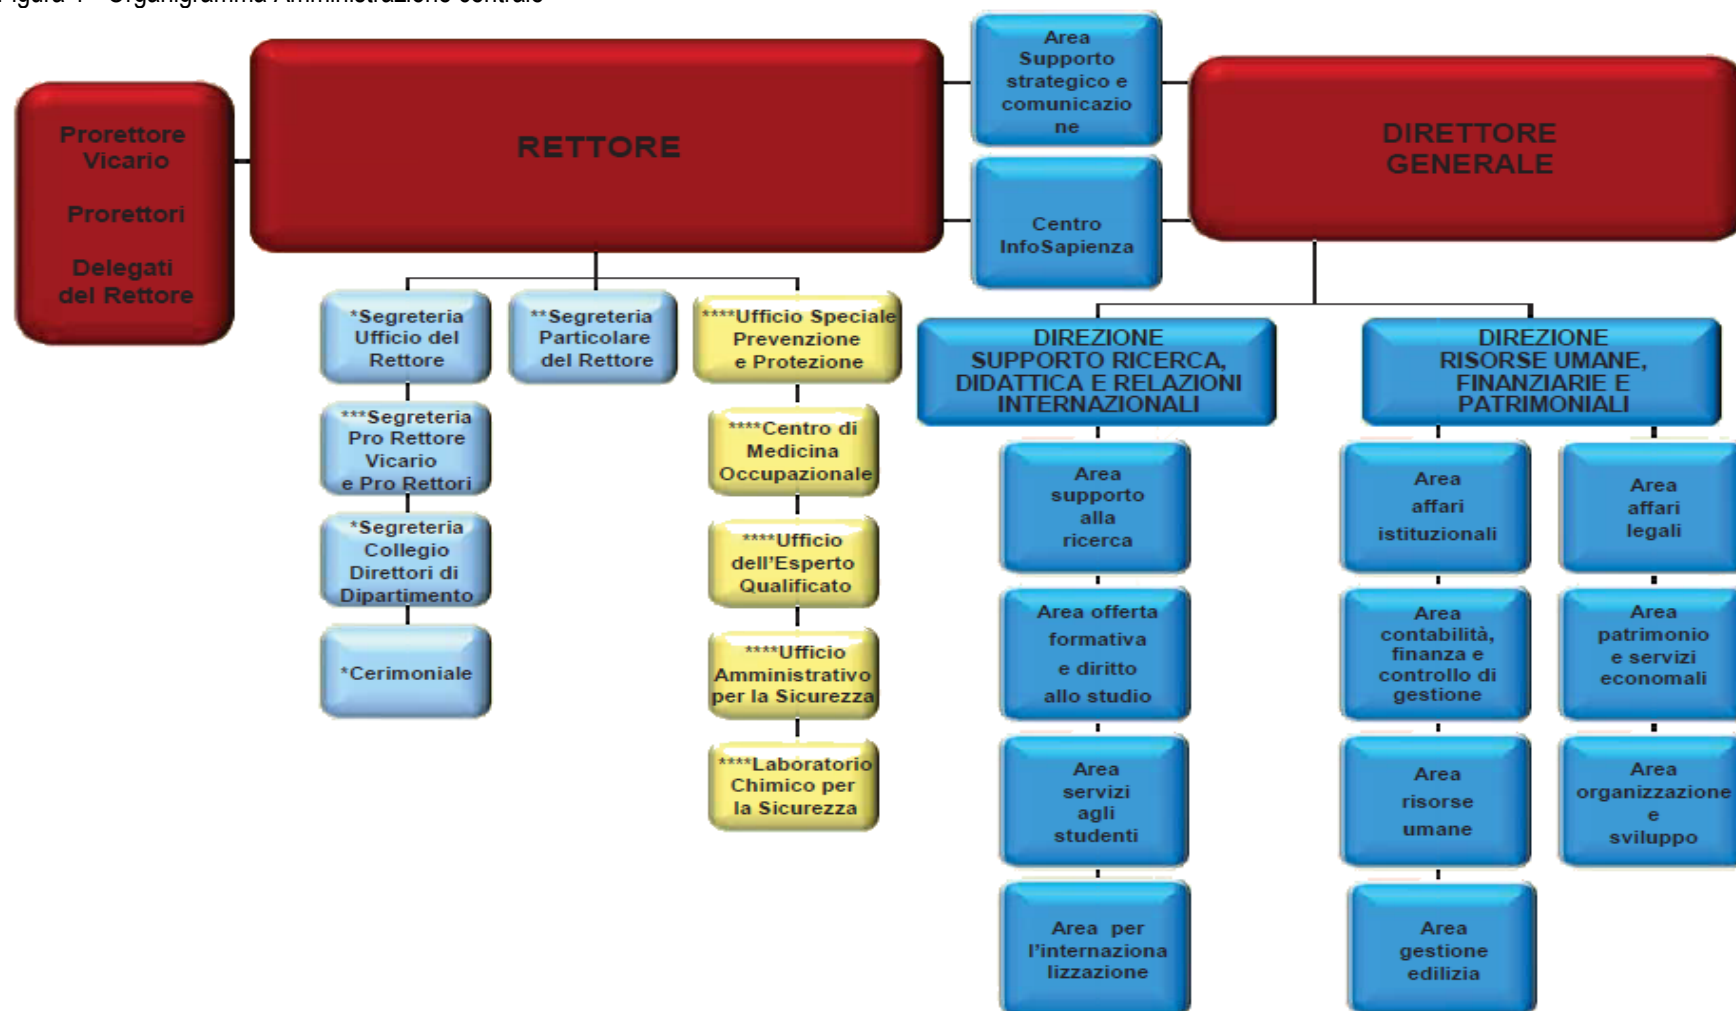 Figura 1 - Organigramma Amministrazione centrale
Prorettore
Vicario
Prorettori
Delegati
del Rettore
RETTORE
Area
Supporto
strategico e
comunicazio
ne
Centro
InfoSapienza
DIRETTORE
GENERALE
*Segreteria
Ufficio del
Rettore
***Segreteria
Pro Rettore
Vicario
e Pro Rettori
*Segreteria
Collegio
Direttori di
Dipartimento
*Cerimoniale
**Segreteria
Particolare
del Rettore
****Ufficio Speciale
Prevenzione
e Protezione
****Centro di
Medicina
Occupazionale
****Ufficio
dell'Esperto
Qualificato
****Ufficio
Amministrativo
per la Sicurezza
****Laboratorio
Chimico per
la Sicurezza
DIREZIONE
SUPPORTO RICERCA,
DIDATTICA E RELAZIONI
INTERNAZIONALI
Area
supporto
alla
ricerca
Area offerta
formativa
e diritto
allo studio
Area
servizi
agli
studenti
Area per
l'internaziona
lizzazione
DIREZIONE
RISORSE UMANE,
FINANZIARIE E
PATRIMONIALI
Area
affari
istituzionali
Area
contabilità,
finanza e
controllo di
gestione
Area
risorse
umane
Area
gestione
edilizia
Area
affari
legali
Area
patrimonio
e servizi
economali
Area
organizzazione
e
sviluppo